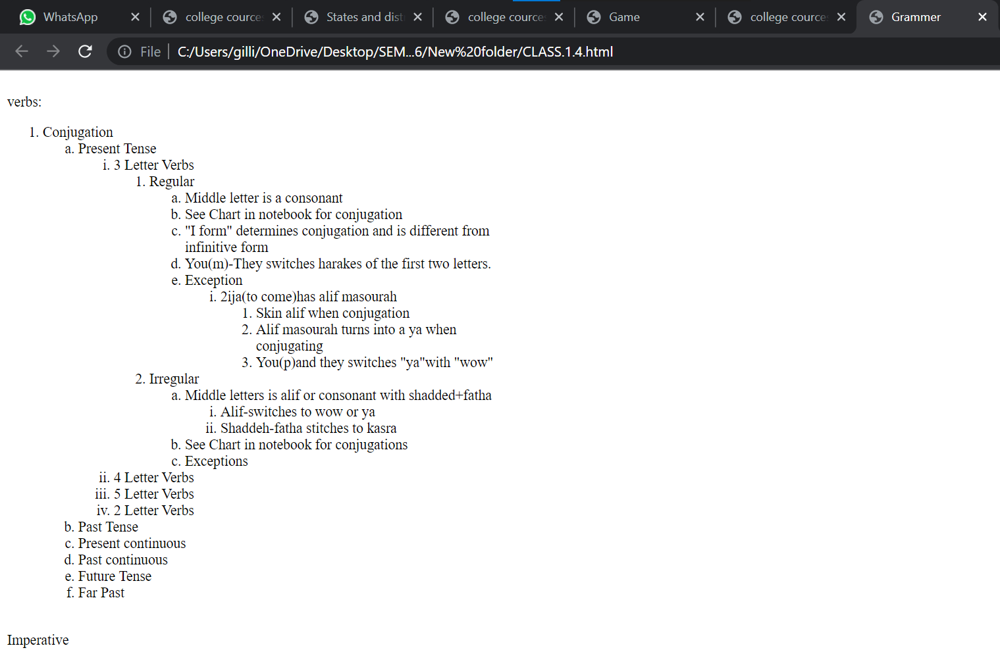 WhatsApp
college cource
States and dist
college cource
Game
college cource
Grammer
File
C:/Users/gilli/OneDrive/Desktop/SEM...6/New%20folder/CLASS.1.4.html
verbs:
1. Conjugation
a. Present Tense
i. 3 Letter Verbs
1. Regular
a. Middle letter is a consonant
b. See Chart in notebook for conjugation
c. "I form" determines conjugation and is different from
infinitive form
d. You(m)-They switches harakes of the first two letters.
e. Exception
i. 2ija(to come)has alif masourah
1. Skin alif when conjugation
2. Alif masourah turns into a ya when
conjugating
3. You(p)and they switches "ya"with "wow"
2. Irregular
a. Middle letters is alif or consonant with shadded+fatha
i. Alif-switches to wow or ya
ii. Shaddeh-fatha stitches to kasra
b. See Chart in notebook for conjugations
c. Exceptions
ii. 4 Letter Verbs
iii. 5 Letter Verbs
iv. 2 Letter Verbs
b. Past Tense
c. Present continuous
d. Past continuous
e. Future Tense
f. Far Past
Imperative